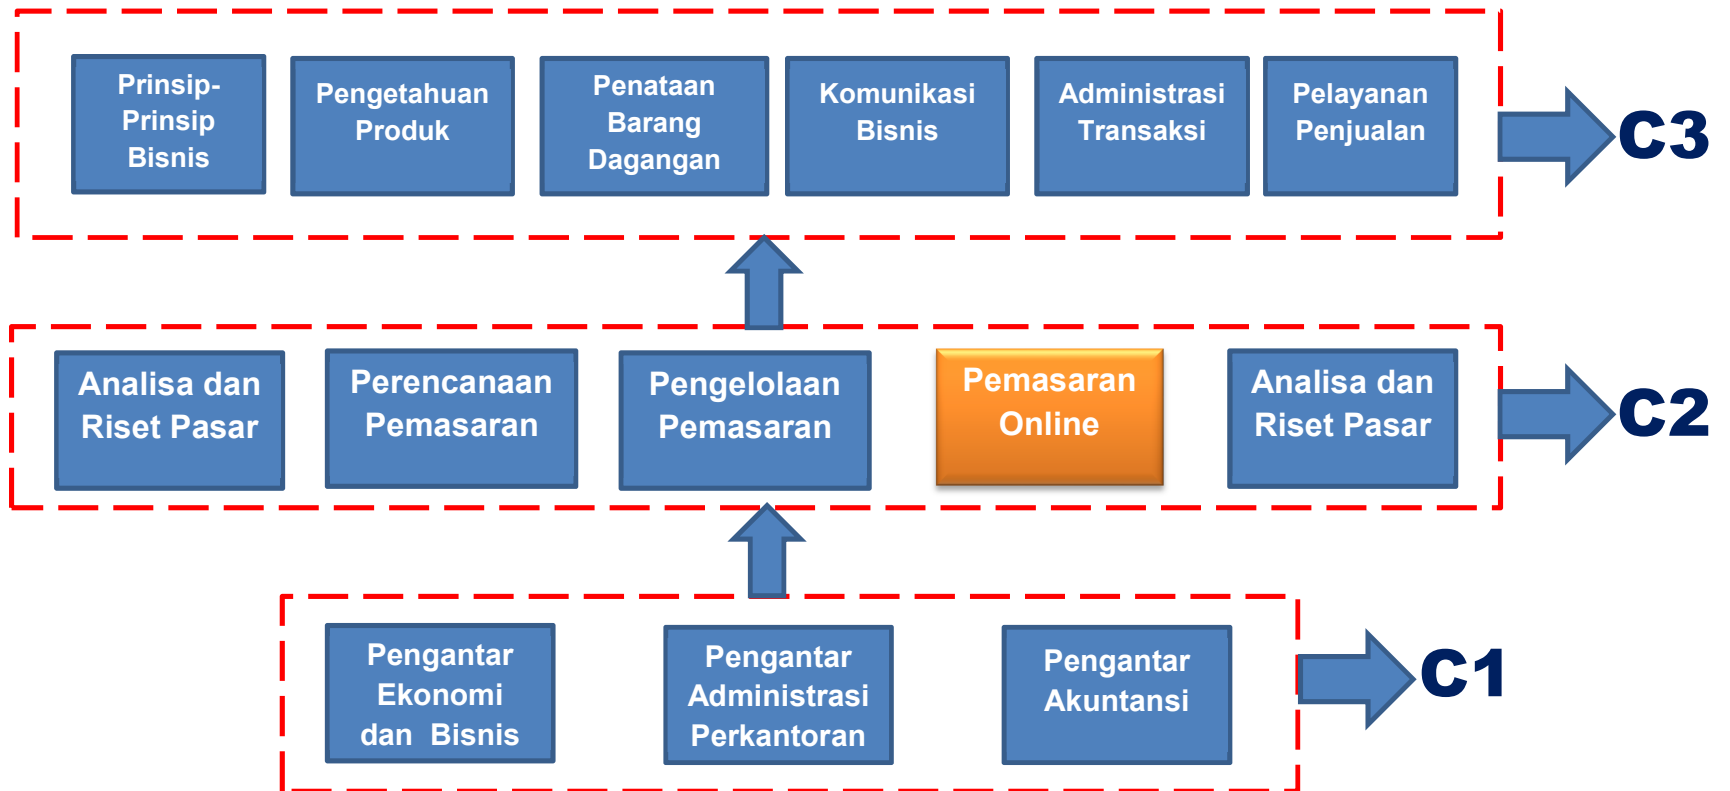 Prinsip-
Prinsip
Bisnis
Pengetahuan
Produk
Penataan
Barang
Dagangan
Komunikasi
Bisnis
Administrasi
Transaksi
Pelayanan
Penjualan
C3
Analisa dan
Riset Pasar
Perencanaan
Pemasaran
Pengelolaan
Pemasaran
Pemasaran
Online
Analisa dan
Riset Pasar
C2
Pengantar
Ekonomi
dan Bisnis
Pengantar
Administrasi
Perkantoran
Pengantar
Akuntansi
C1